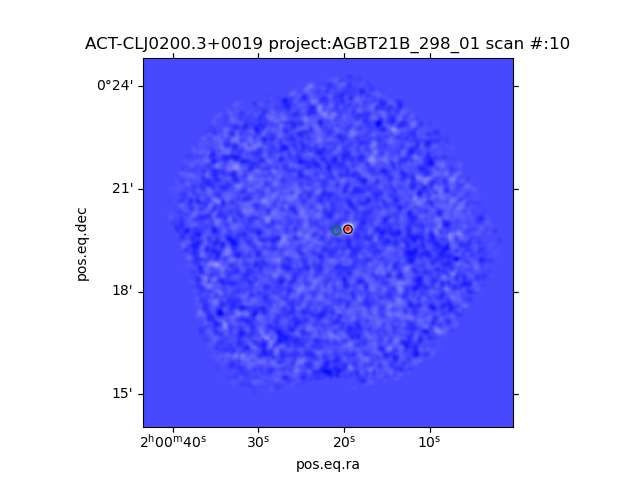 ACT-CLJ0200.3+0019 project:AGBT21B_298_01 scan #:10
0°24'
21'
18'
15'
pos.eq.dec
2ʰ00ᵐ40ˢ 30ˢ 20ˢ 10ˢ
pos.eq.ra